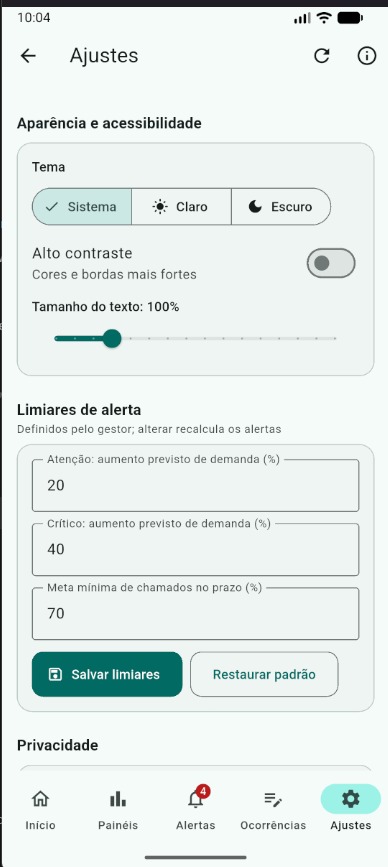 10:04
Ajustes
Aparência e acessibilidade
Tema
Sistema
Claro
Escuro
Alto contraste
Cores e bordas mais fortes
Tamanho do texto: 100%
Limiares de alerta
Definidos pelo gestor; alterar recalcula os alertas
Atenção: aumento previsto de demanda (%)
20
Crítico: aumento previsto de demanda (%)
40
Meta mínima de chamados no prazo (%)
70
Salvar limiares
Restaurar padrão
Privacidade
4
Início
Painéis
Alertas
Ocorrências
Ajustes